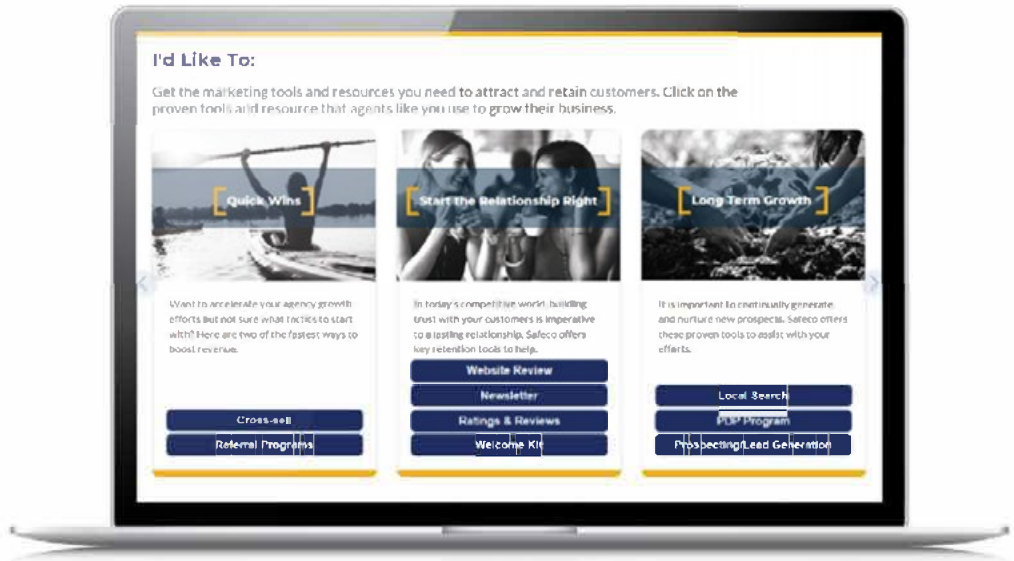 I'd Like To:
Get the marketing tools and resources you need to attract and retain customers. Click on the
proven tools and resource that agents like you use to grow their business.
Quick Wins
Want to accelerate your agency growth
efforts but not sure what tactics to start
with? Here are two of the fastest ways to
boost revenue.
Cross-sell
Referral Programs
Start the Relationship Right
In today's competitive world, building
trust with your customers is imperative
to a lasting relationship. Safeco offers
key retention tools to help.
Website Review
Newsletter
Ratings & Reviews
Welcome Kit
Long Term Growth
It is important to continually generate
and nurture new prospects. Safeco offers
these proven tools to assist with your
efforts.
Local Search
PDP Program
Prospecting/Lead Generation